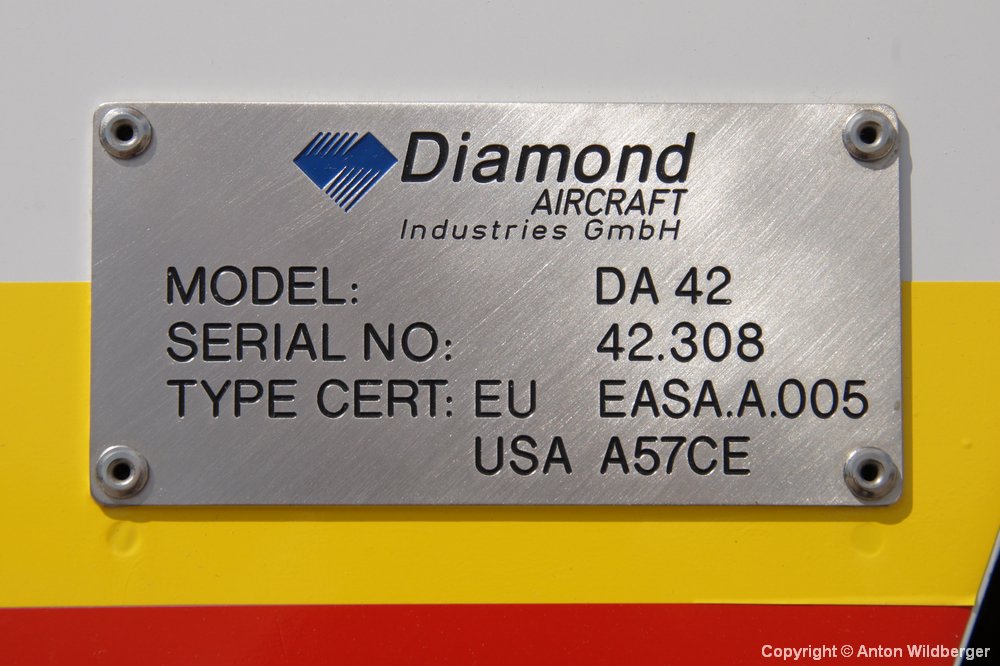 Diamond
AIRCRAFT
Industries GmbH
MODEL: DA 42
SERIAL NO: 42.308
TYPE CERT: EU EASA.A.005
USA A57CE
Copyright © Anton Wildberger